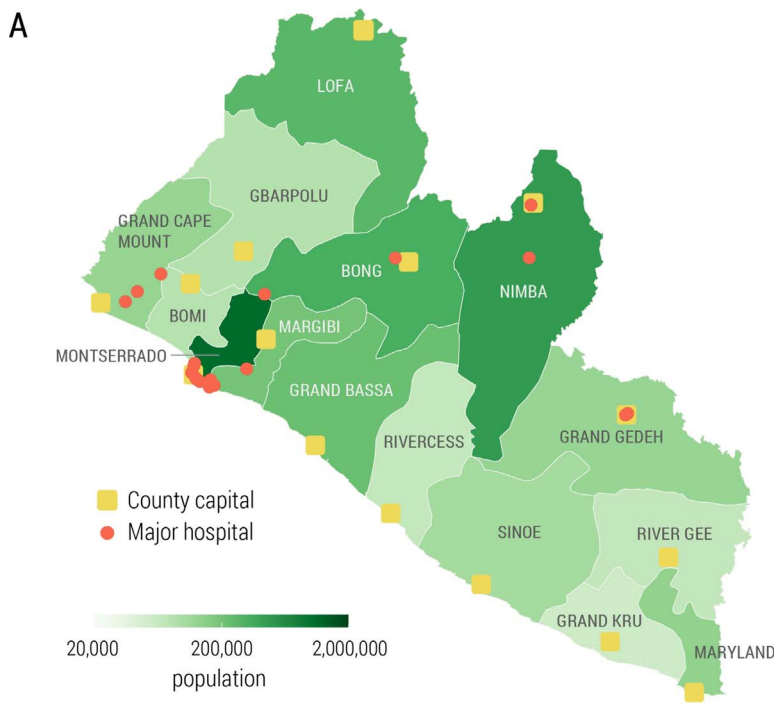 A
LOFA
GBARPOLU
GRAND CAPE
MOUNT
BONG
NIMBA
BOMI
MARGIBI
MONTSERRADO
GRAND BASSA
RIVERCESS
GRAND GEDEH
County capital
Major hospital
SINOE
RIVER GEE
GRAND KRU
MARYLAND
20,000
200,000
2,000,000
population